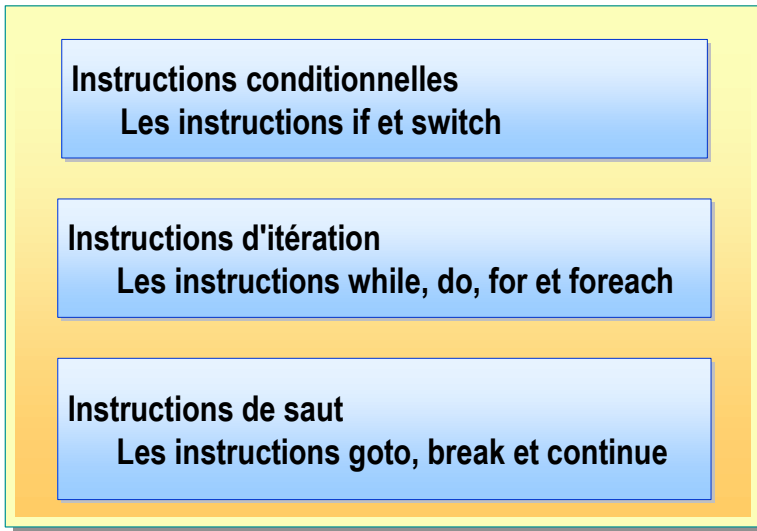 Instructions conditionnelles
Les instructions if et switch
Instructions d'itération
Les instructions while, do, for et foreach
Instructions de saut
Les instructions goto, break et continue